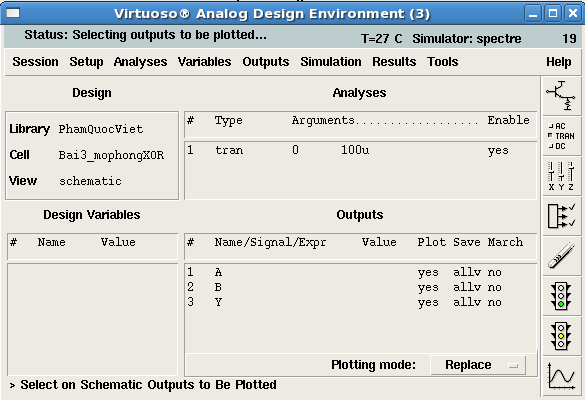 Virtuoso® Analog Design Environment (3)
Status: Selecting outputs to be plotted... T=27 C Simulator: spectre 19
Session Setup Analyses Variables Outputs Simulation Results Tools Help
Design
Library PhamQuocViet
Cell Bai3_mophongXOR
View schematic
Analyses
# Type Arguments................... Enable
1 tran 0 100u yes
AC
TRAN
DC
X Y Z
Design Variables
# Name Value
Outputs
# Name/Signal/Expr Value Plot Save March
1 A yes allv no
2 B yes allv no
3 Y yes allv no
Plotting mode: Replace
> Select on Schematic Outputs to Be Plotted